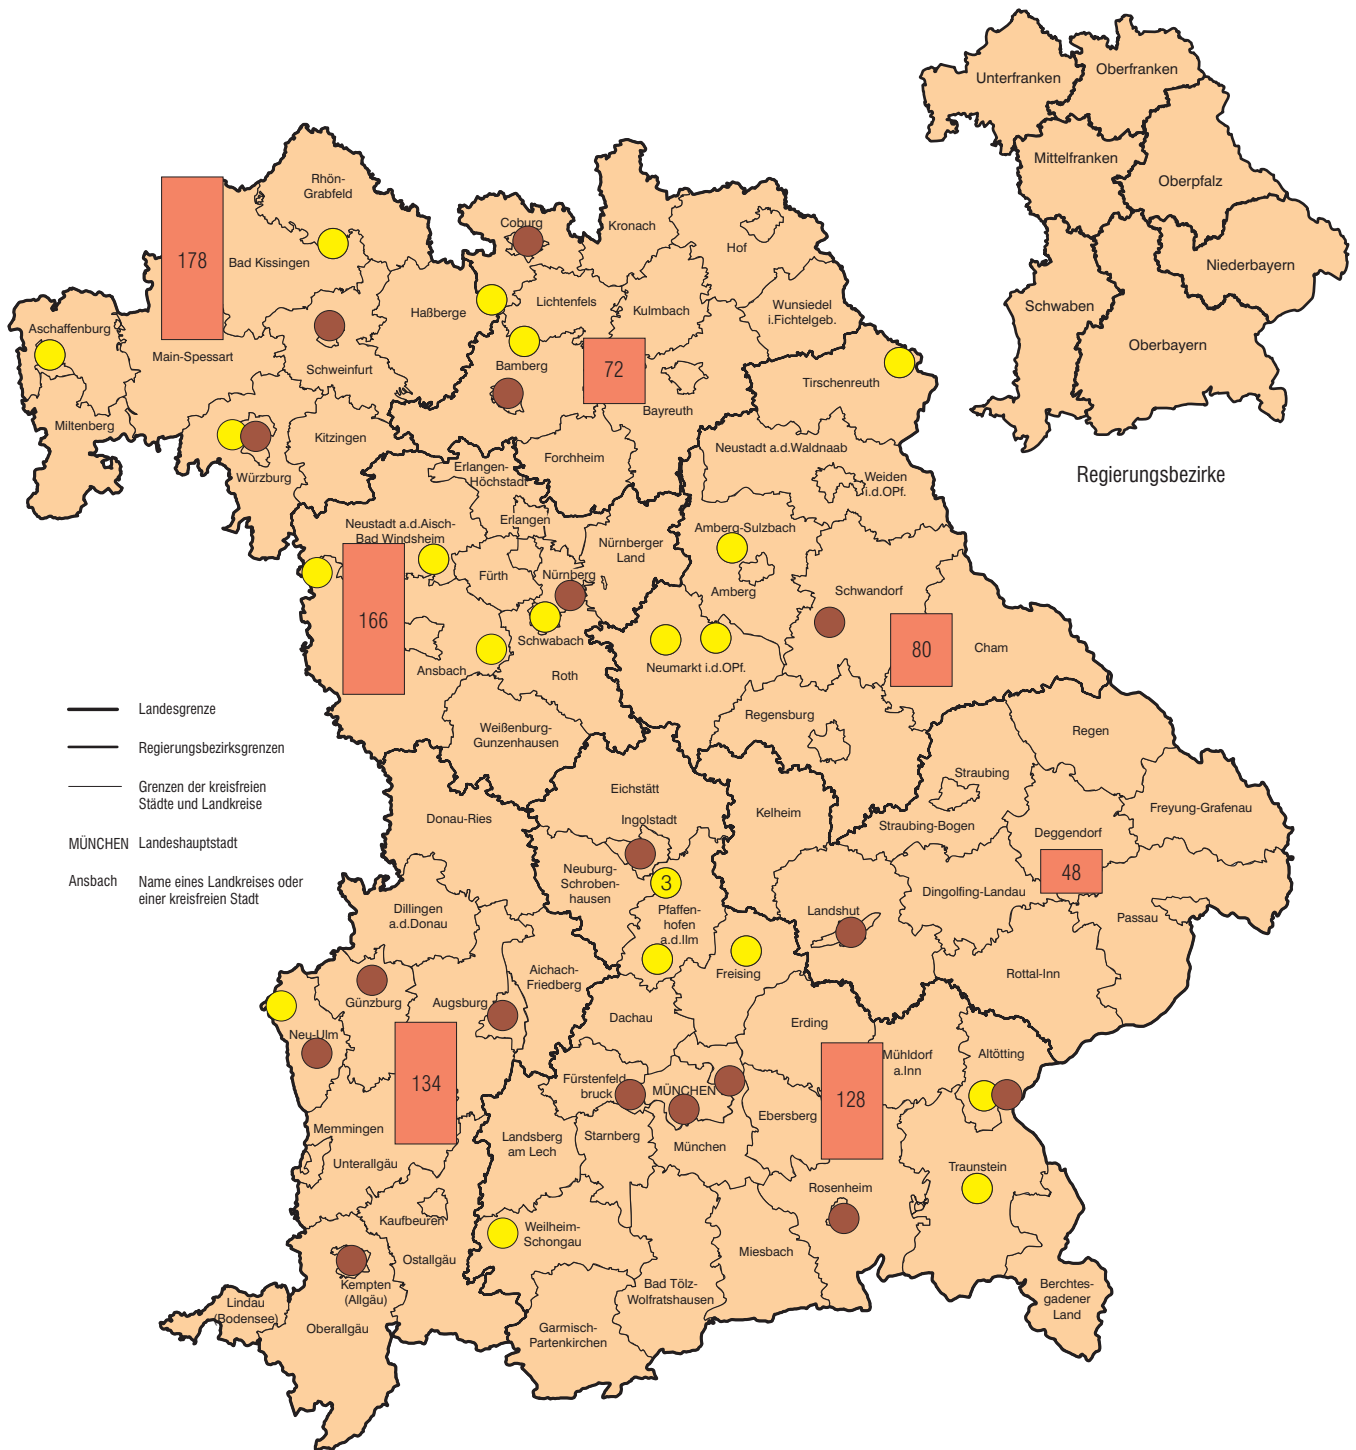 Unterfranken
Oberfranken
Mittelfranken
Oberpfalz
Niederbayern
Schwaben
Oberbayern
Regierungsbezirke
Rhön-
Grabfeld
178
Bad Kissingen
Coburg
Kronach
Hof
Aschaffenburg
Main-Spessart
Schweinfurt
Haßberge
Lichtenfels
Kulmbach
Wunsiedel
i.Fichtelgeb.
Bamberg
72
Bayreuth
Tirschenreuth
Miltenberg
Würzburg
Kitzingen
Forchheim
Erlangen-
Höchstadt
Neustadt a.d.Waldnaab
Weiden
i.d.OPf.
Neustadt a.d.Aisch-
Bad Windsheim
Erlangen
Nürnberger
Land
Amberg-Sulzbach
Fürth
Nürnberg
Amberg
Schwandorf
166
Schwabach
Ansbach
Roth
Neumarkt i.d.OPf.
80
Cham
Weißenburg-
Gunzenhausen
Regensburg
Regen
Landesgrenze
Regierungsbezirksgrenzen
Grenzen der kreisfreien
Städte und Landkreise
MÜNCHEN Landeshauptstadt
Ansbach Name eines Landkreises oder
einer kreisfreien Stadt
Donau-Ries
Eichstätt
Ingolstadt
Kelheim
Straubing
Straubing-Bogen
Deggendorf
Freyung-Grafenau
48
Neuburg-
Schroben-
hausen
3
Pfaffen-
hofen
a.d.Ilm
Dingolfing-Landau
Passau
Dillingen
a.d.Donau
Landshut
Freising
Rottal-Inn
Aichach-
Friedberg
Günzburg
Augsburg
Dachau
Erding
Neu-Ulm
Mühldorf
a.Inn
Altötting
134
Fürstenfeld
bruck
MÜNCHEN
Ebersberg
128
Memmingen
Unterallgäu
Landsberg
am Lech
Starnberg
München
Traunstein
Rosenheim
Kaufbeuren
Ostallgäu
Weilheim-
Schongau
Miesbach
Kempten
(Allgäu)
Bad Tölz-
Wolfratshausen
Berchtes-
gadener
Land
Lindau
(Bodensee)
Oberallgäu
Garmisch-
Partenkirchen